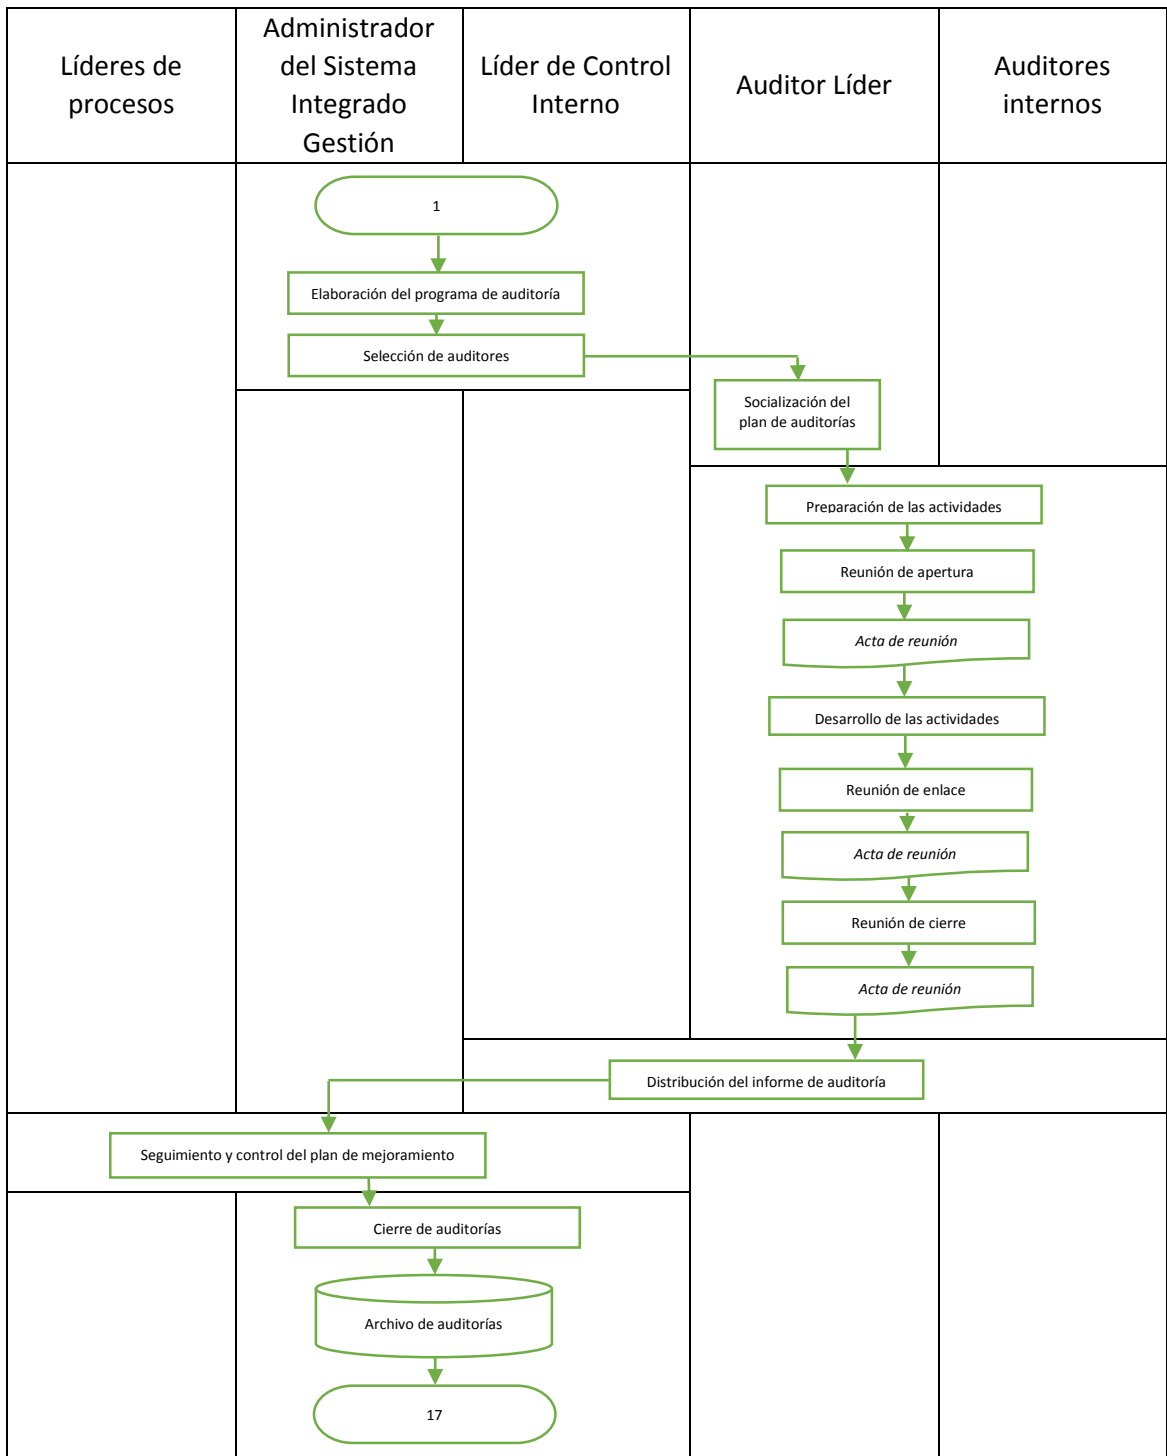 Líderes de
procesos
Administrador
del Sistema
Integrado
Gestión
Líder de Control
Interno
Auditor Líder
Auditores
internos
1
Elaboración del programa de auditoría
Selección de auditores
Socialización del
plan de auditorías
Preparación de las actividades
Reunión de apertura
Acta de reunión
Desarrollo de las actividades
Reunión de enlace
Acta de reunión
Reunión de cierre
Acta de reunión
Distribución del informe de auditoría
Seguimiento y control del plan de mejoramiento
Cierre de auditorías
Archivo de auditorías
17